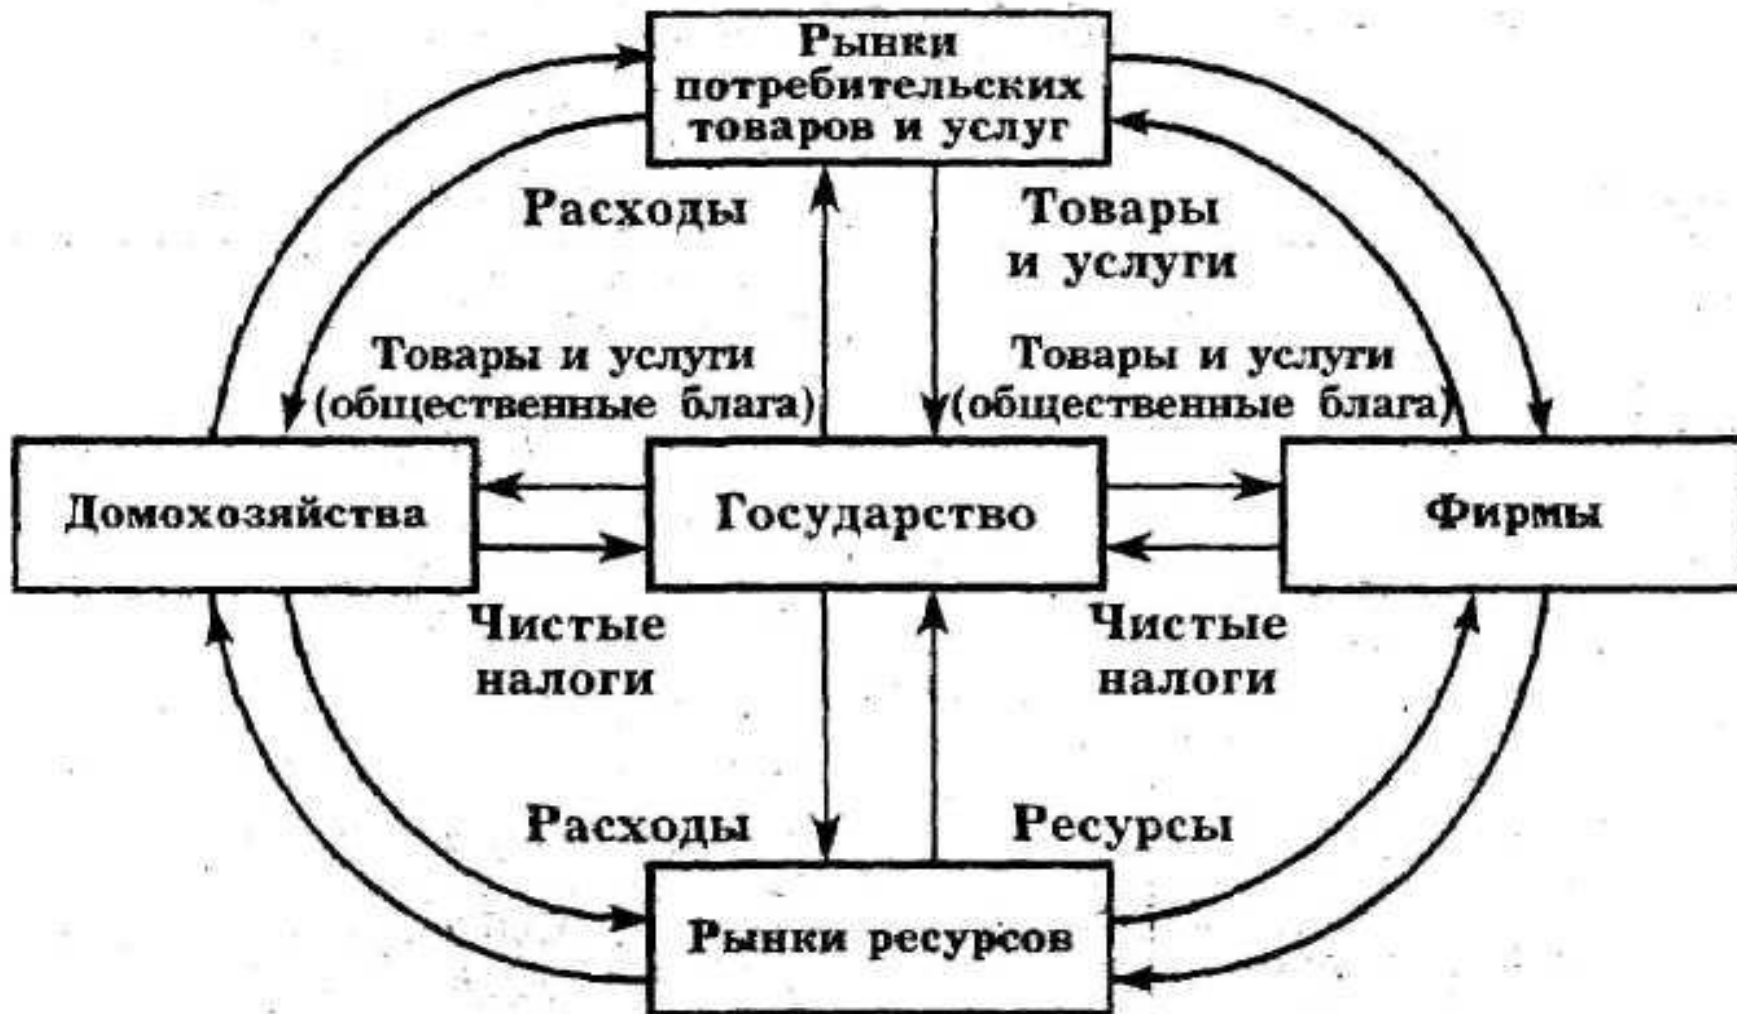 Рынки
потребительских
товаров и услуг
Расходы
Товары
и услуги
Товары и услуги
(общественные блага)
Товары и услуги
(общественные блага)
Домохозяйства
Государство
Фирмы
Чистые
налоги
Чистые
налоги
Расходы
Ресурсы
Рынки ресурсов